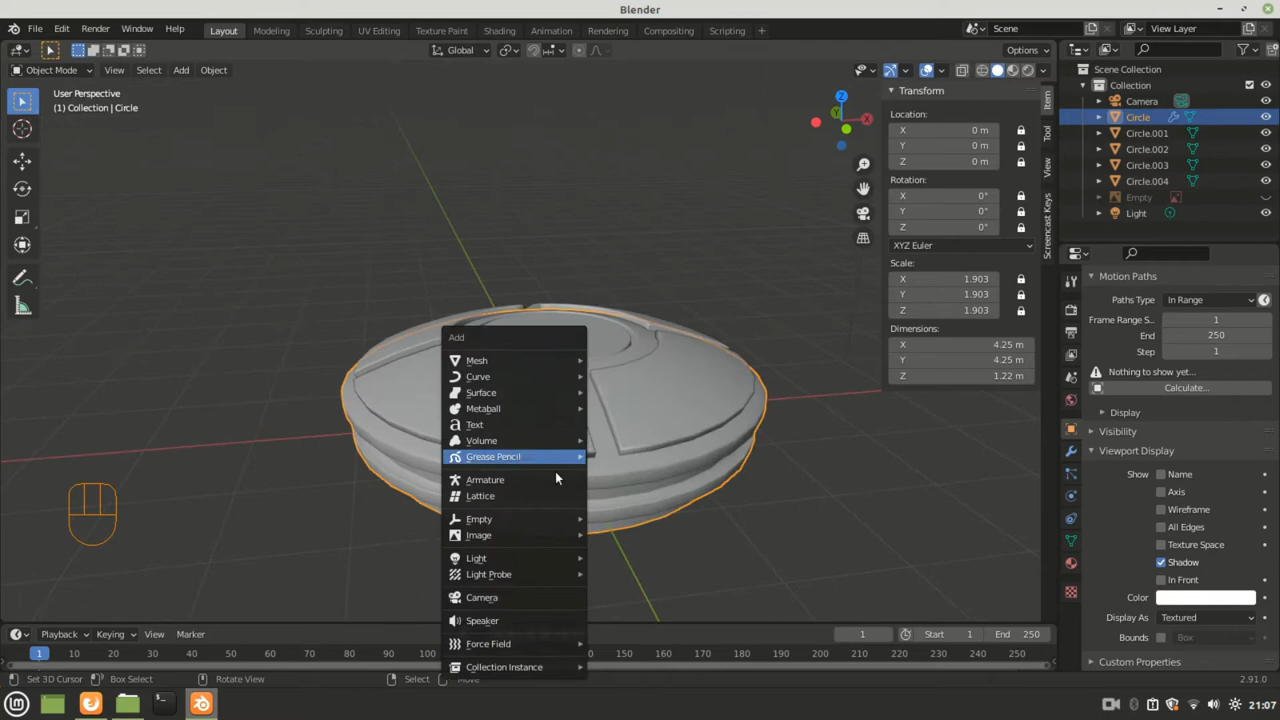 Blender
File Edit Render Window Help Layout Modeling Sculpting UV Editing Texture Paint Shading Animation Rendering Compositing Scripting + Scene View Layer
Global Options
Object Mode View Select Add Object
User Perspective
(1) Collection | Circle
Z
Y
X
Transform
Location:
X 0 m
Y 0 m
Z 0 m
Rotation:
X 0°
Y 0°
Z 0°
XYZ Euler
Scale:
X 1.903
Y 1.903
Z 1.903
Dimensions:
X 4.25 m
Y 4.25 m
Z 1.22 m
Item
Tool
View
Screencast Keys
Scene Collection
Collection
Camera
Circle
Circle.001
Circle.002
Circle.003
Circle.004
Empty
Light
Motion Paths
Paths Type In Range
Frame Range S... 1
End 250
Step 1
Nothing to show yet...
Calculate...
Display
Visibility
Viewport Display
Show Name
Axis
Wireframe
All Edges
Texture Space
Shadow
In Front
Color
Display As Textured
Bounds Box
Custom Properties
Add
Mesh
Curve
Surface
Metaball
Text
Volume
Grease Pencil
Armature
Lattice
Empty
Image
Light
Light Probe
Camera
Speaker
Force Field
Collection Instance
Playback Keying View Marker 1 Start 1 End 250
1 10 20 30 40 50 60 70 80 90 150 160 170 180 190 200 210 220 230 240 250
Set 3D Cursor Box Select Rotate View Select Move 2.91.0
21:07